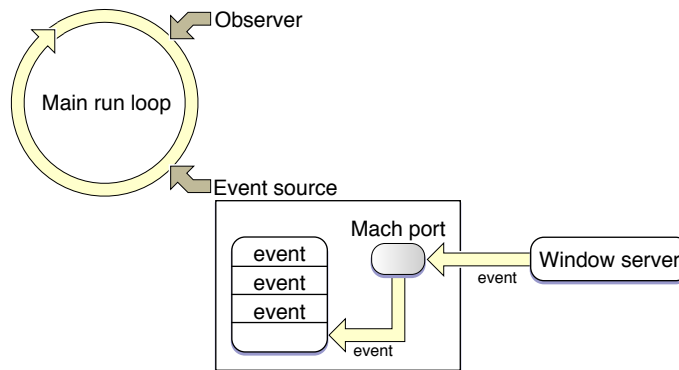 Observer
Main run loop
Event source
Mach port
event
event
event
Window server
event
event